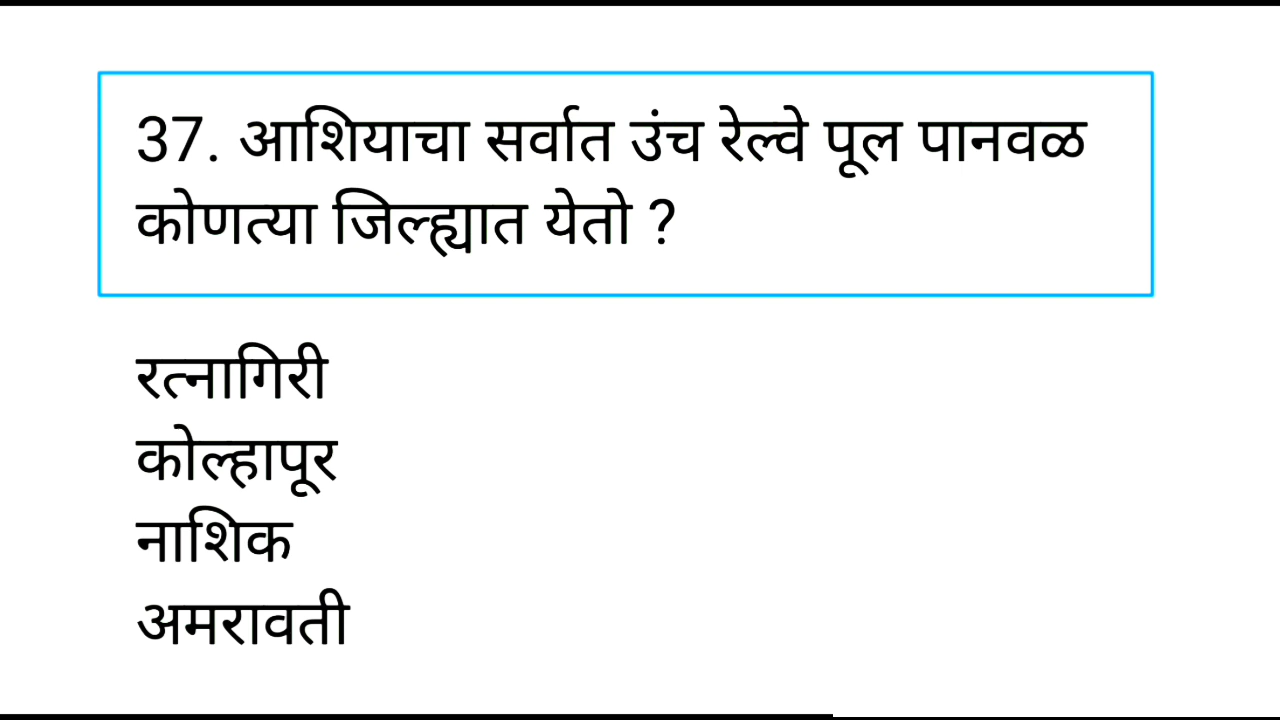 37. आशियाचा सर्वात उंच रेल्वे पूल पानवळ
कोणत्या जिल्ह्यात येतो ?
रत्नागिरी
कोल्हापूर
नाशिक
अमरावती